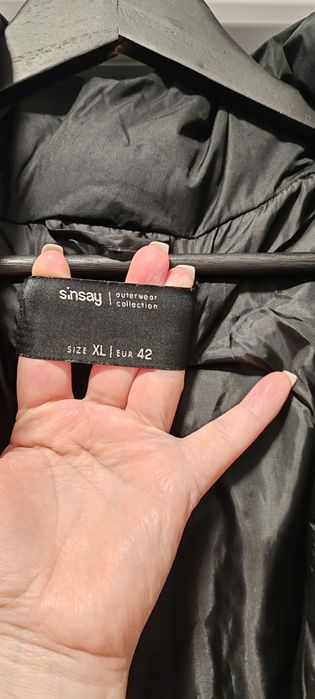 sinsay | outerwear
collection
SIZE XL | EUR 42